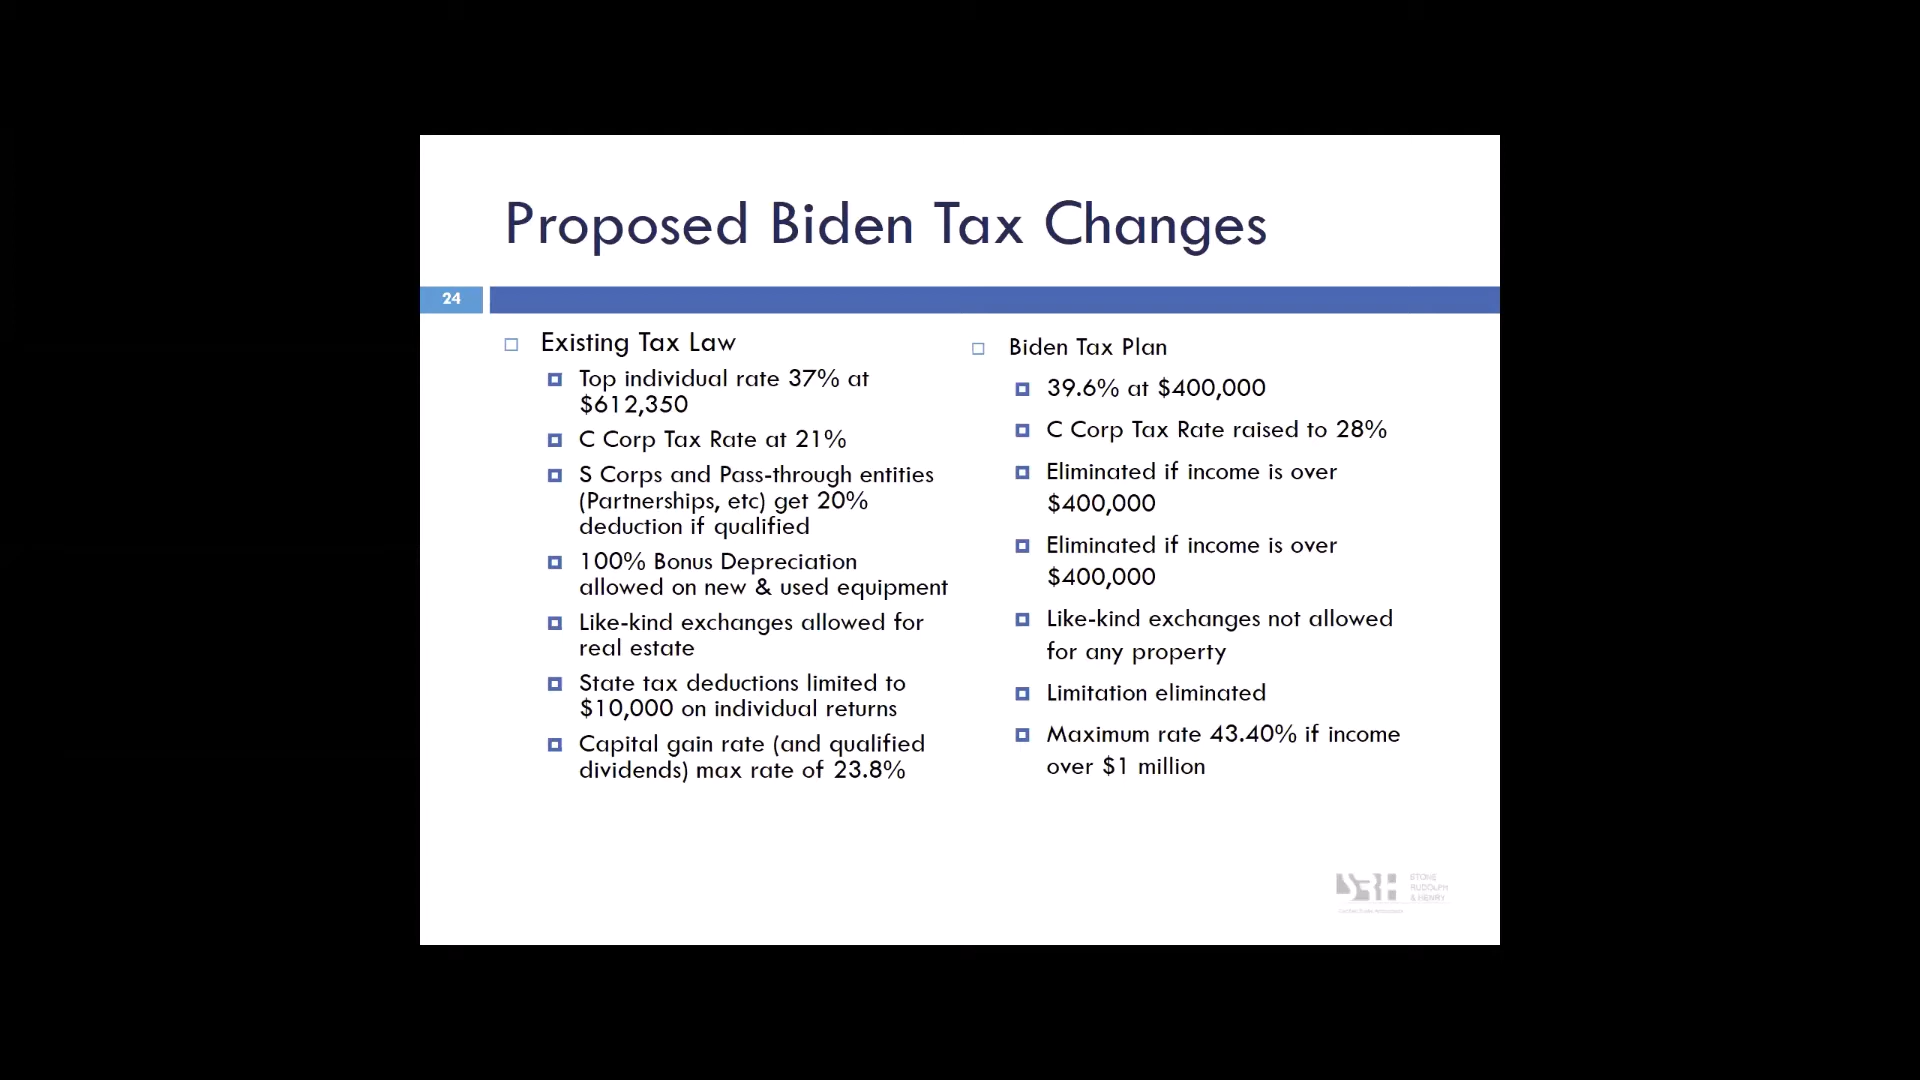 Proposed Biden Tax Changes
24
Existing Tax Law
Top individual rate 37% at
$612,350
C Corp Tax Rate at 21%
S Corps and Pass-through entities
(Partnerships, etc) get 20%
deduction if qualified
100% Bonus Depreciation
allowed on new & used equipment
Like-kind exchanges allowed for
real estate
State tax deductions limited to
$10,000 on individual returns
Capital gain rate (and qualified
dividends) max rate of 23.8%
Biden Tax Plan
39.6% at $400,000
C Corp Tax Rate raised to 28%
Eliminated if income is over
$400,000
Eliminated if income is over
$400,000
Like-kind exchanges not allowed
for any property
Limitation eliminated
Maximum rate 43.40% if income
over $1 million
STONE
RUDOLPH
& HENRY